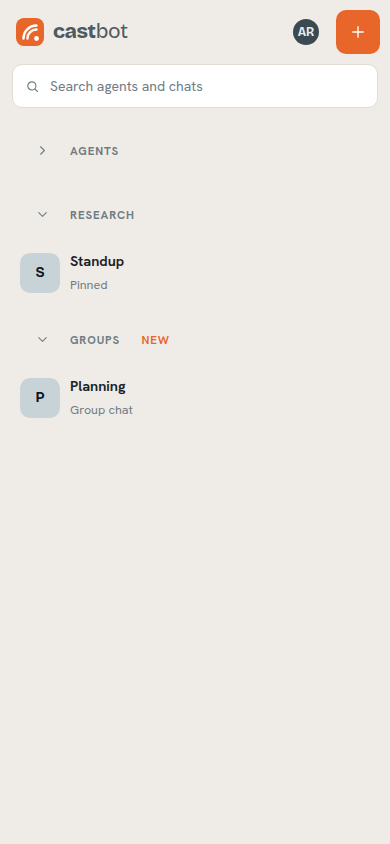 castbot
AR
Search agents and chats
AGENTS
RESEARCH
S
Standup
Pinned
GROUPS NEW
P
Planning
Group chat